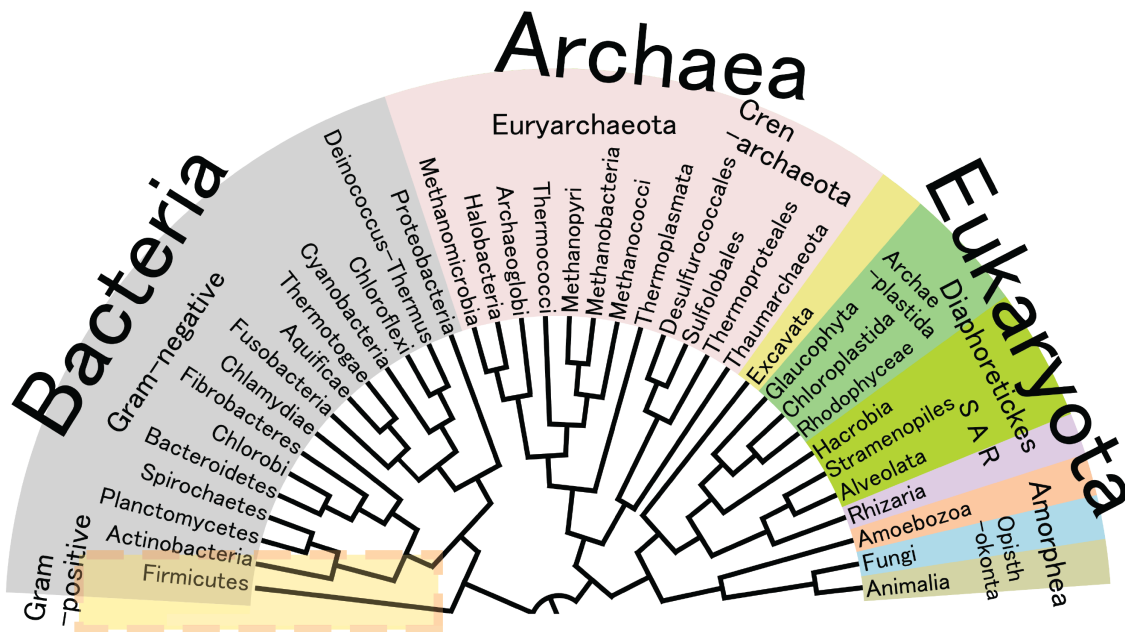 Archaea
Bacteria
Eukaryota
Gram
-positive
Gram-negative
Euryarchaeota
Cren
-archaeota
Archae
-plastida
Diaphoretickes
S A R
Amorphea
Opisth
-okonta
Firmicutes
Actinobacteria
Planctomycetes
Spirochaetes
Bacteroidetes
Chlorobi
Fibrobacteres
Chlamydiae
Fusobacteria
Aquificae
Thermotogae
Cyanobacteria
Chloroflexi
Deinococcus-Thermus
Proteobacteria
Methanomicrobia
Halobacteria
Archaeoglobi
Thermococci
Methanopyri
Methanobacteria
Methanococci
Thermoplasmata
Desulfurococcales
Sulfolobales
Thermoproteales
Thaumarchaeota
Excavata
Glaucophyta
Chloroplastida
Rhodophyceae
Hacrobia
Stramenopiles
Alveolata
Rhizaria
Amoebozoa
Fungi
Animalia